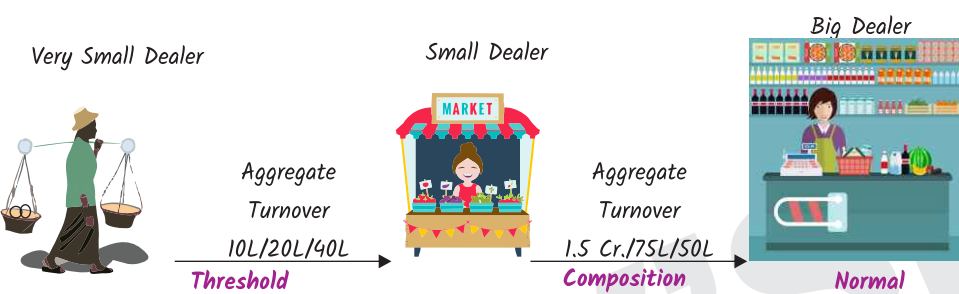 Very Small Dealer
Small Dealer
Big Dealer
MARKET
Aggregate
Turnover
10L/20L/40L
Threshold
Aggregate
Turnover
1.5 Cr./75L/50L
Composition
Normal